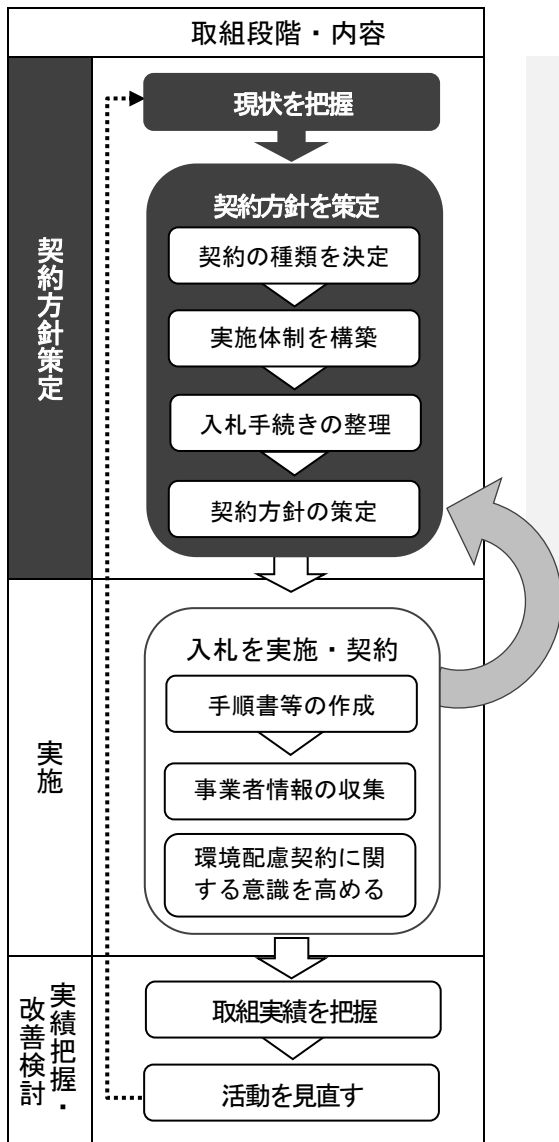 取組段階・内容
契約方針策定
現状を把握
契約方針を策定
契約の種類を決定
実施体制を構築
入札手続きの整理
契約方針の策定
実施
入札を実施・契約
手順書等の作成
事業者情報の収集
環境配慮契約に関
する意識を高める
実績把握・
改善検討
取組実績を把握
活動を見直す